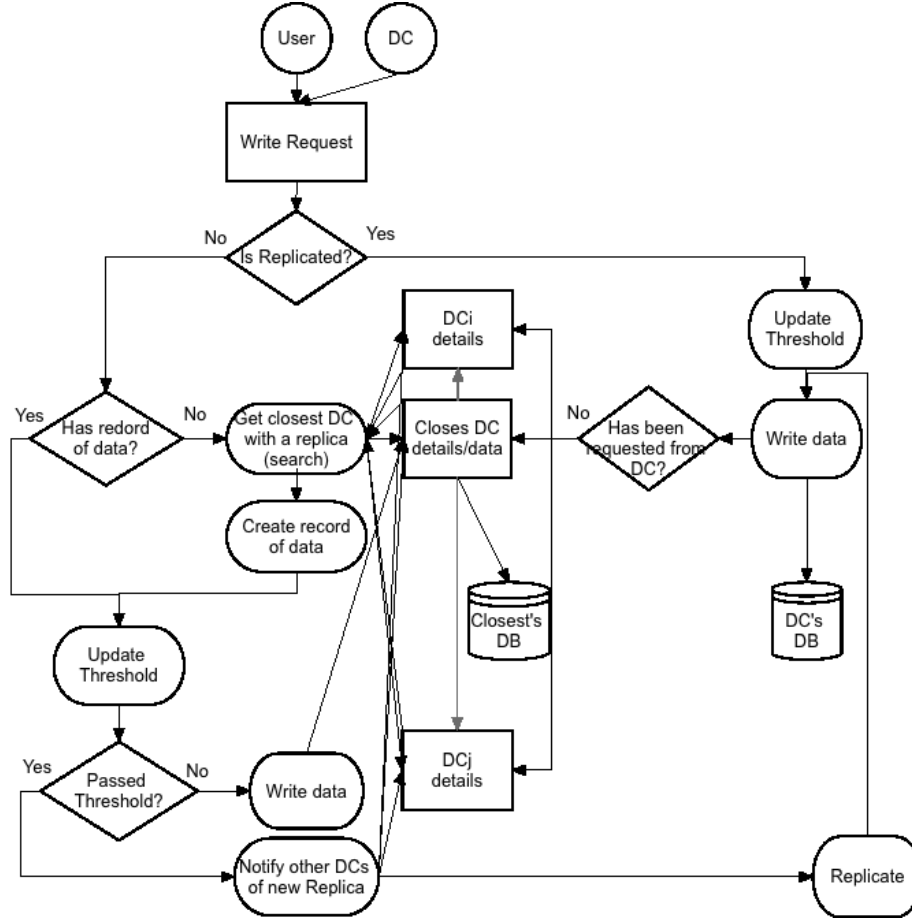 User
DC
Write Request
No
Yes
Is Replicated?
DCi
details
Update
Threshold
Yes
Has redord
of data?
No
Get closest DC
with a replica
(search)
Closes DC
details/data
No
Has been
requested from
DC?
Write data
Create record
of data
Closest's
DB
DC's
DB
Update
Threshold
DCj
details
Yes
Passed
Threshold?
No
Write data
Notify other DCs
of new Replica
Replicate